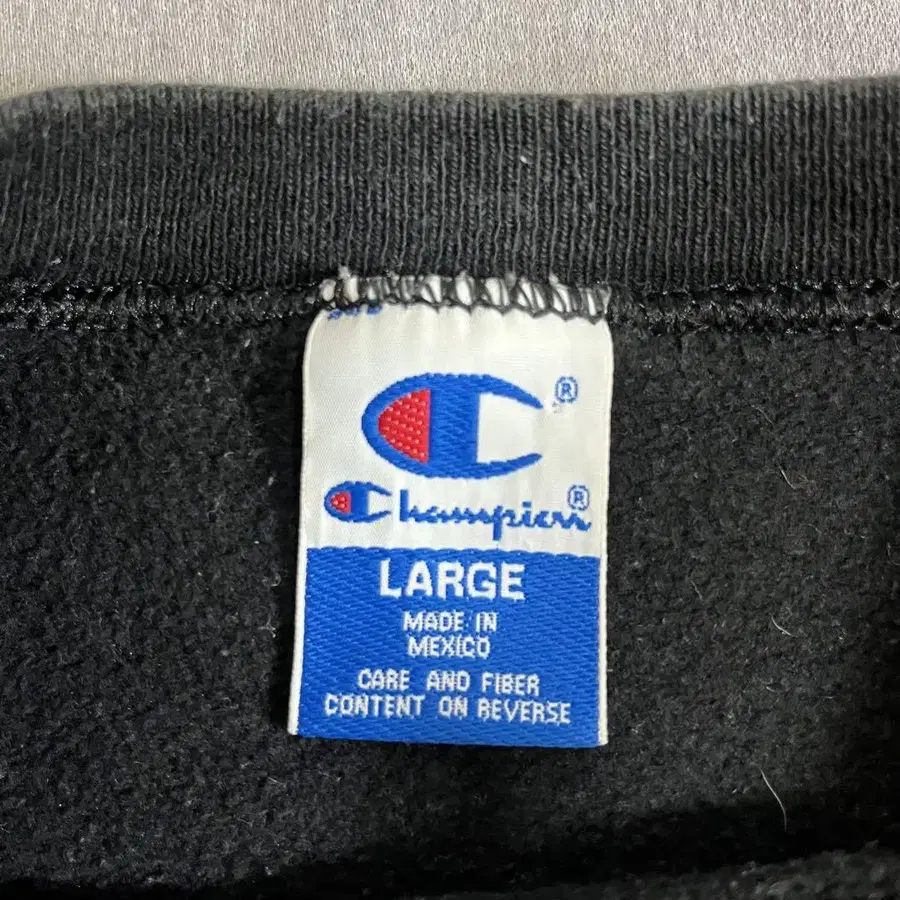 ®
Champion®
LARGE
MADE IN
MEXICO
CARE AND FIBER
CONTENT ON REVERSE